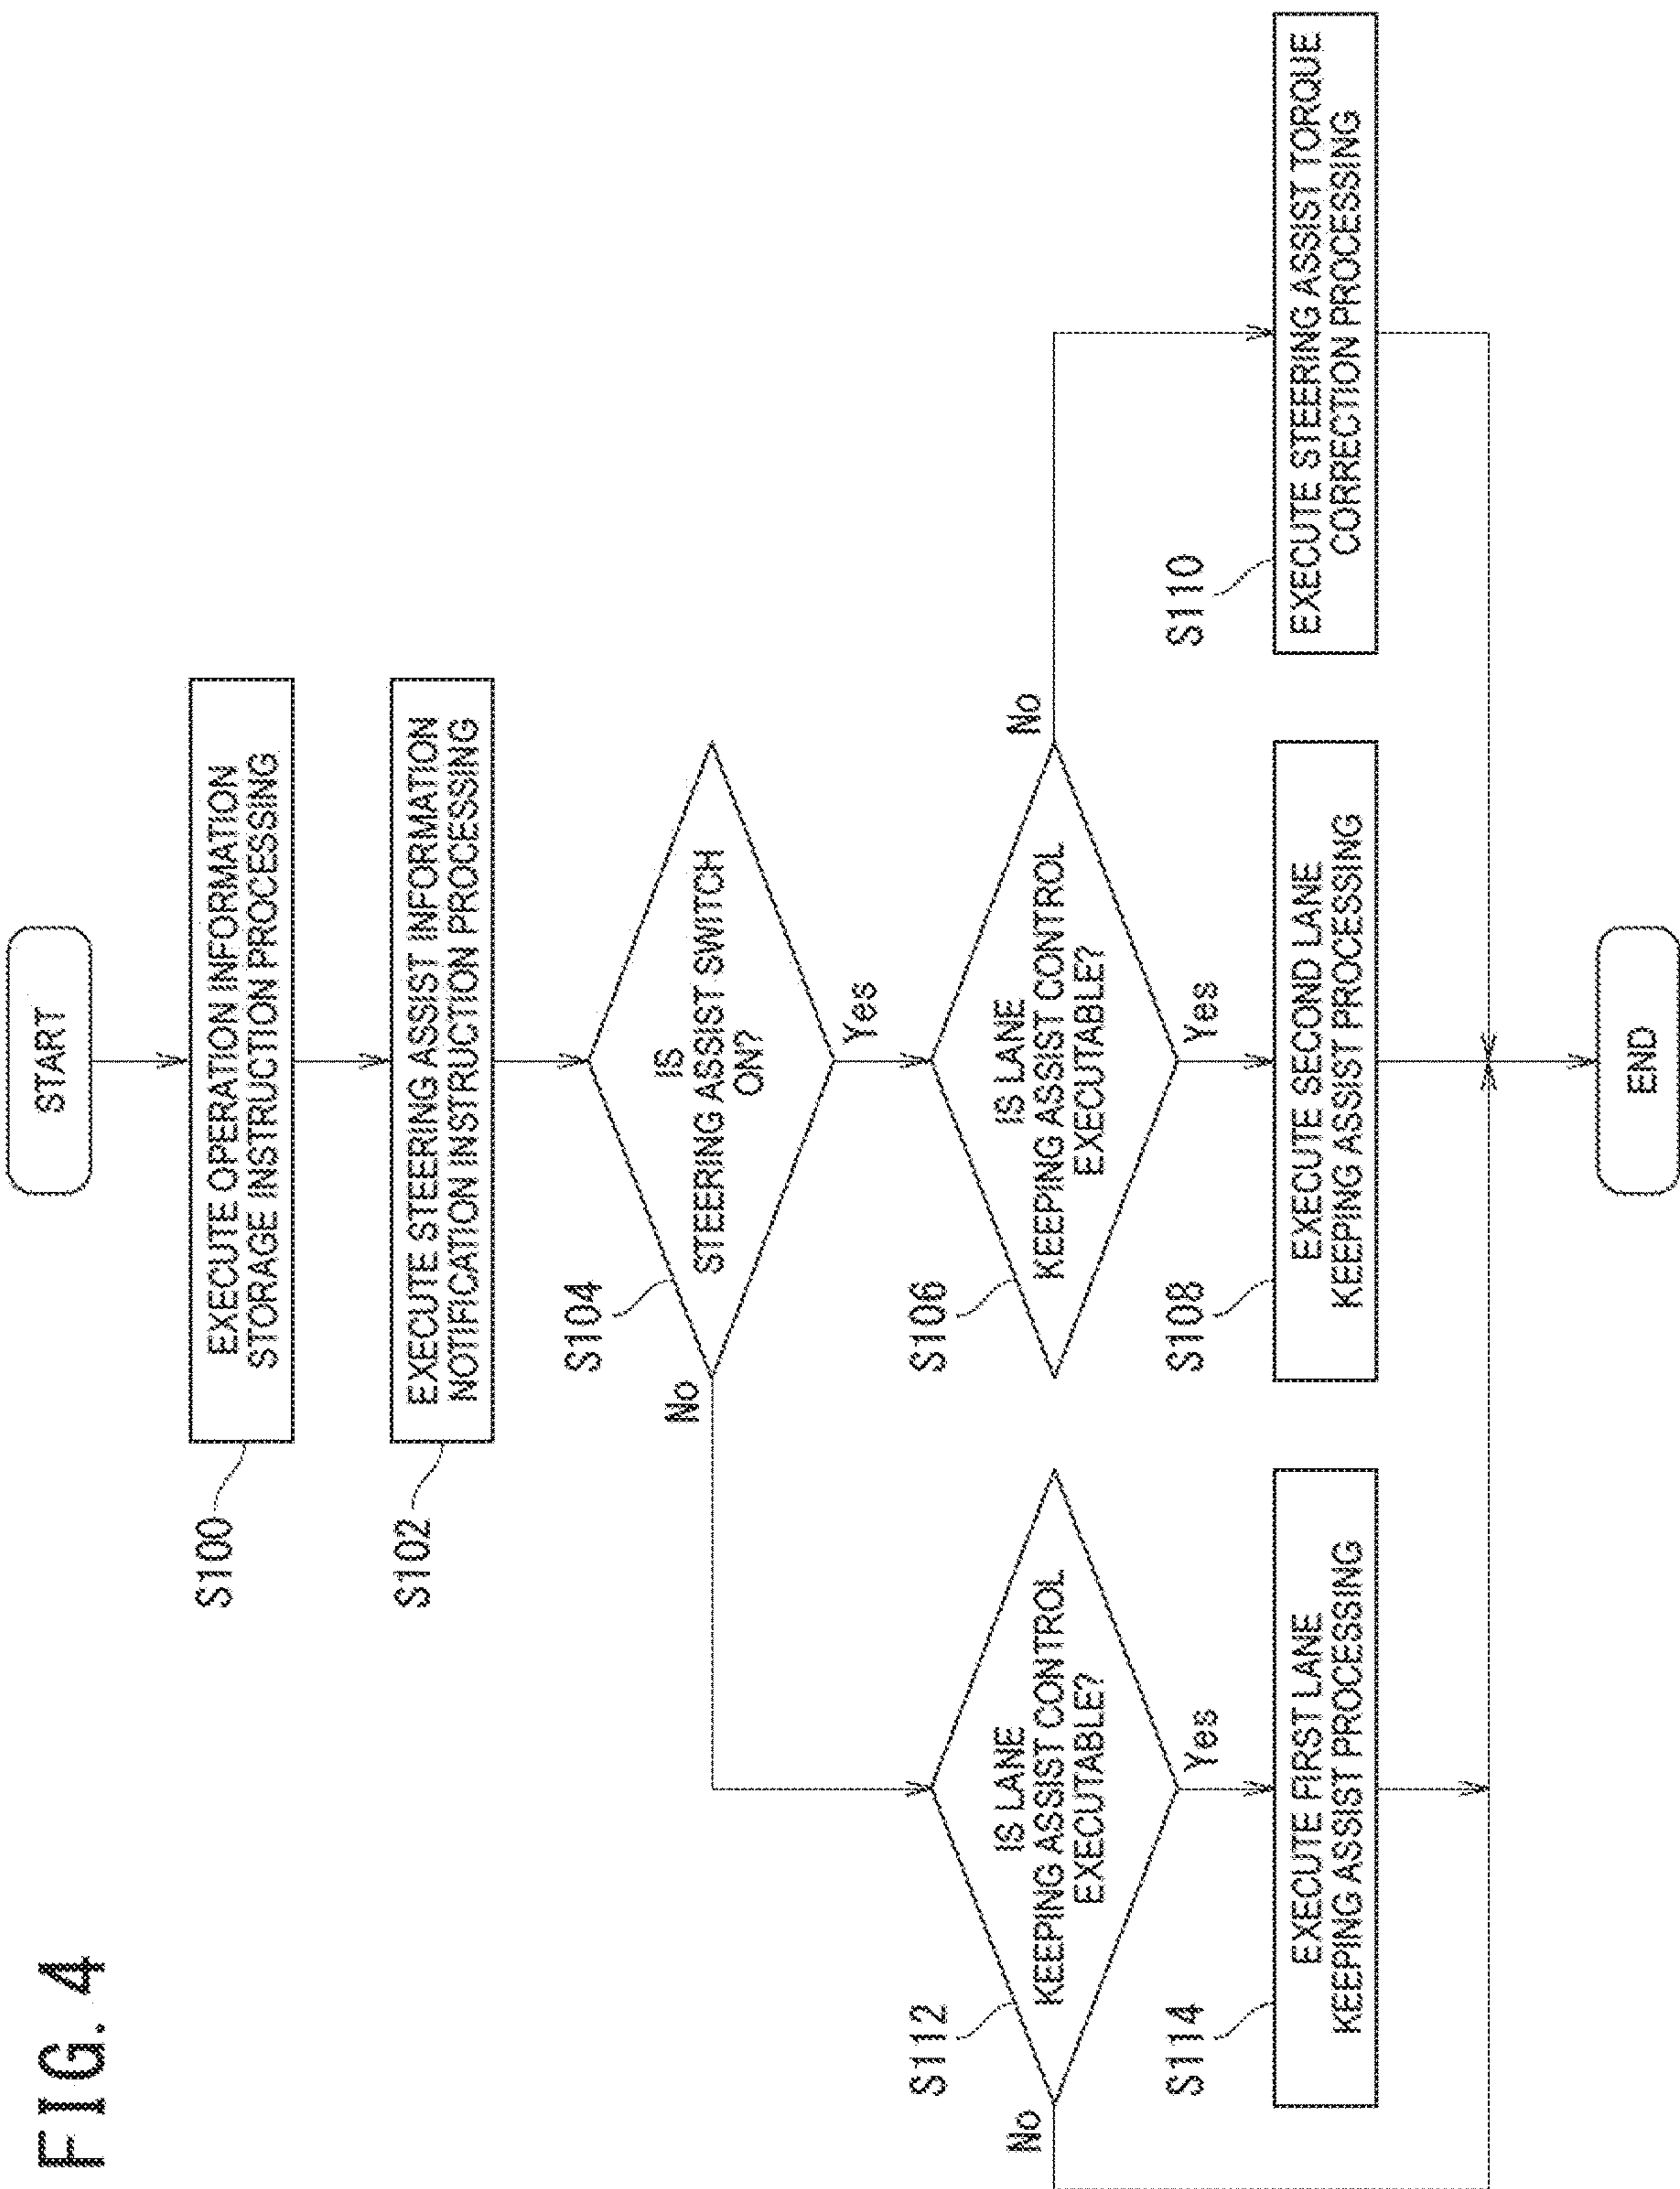 FIG. 4
START
S100
EXECUTE OPERATION INFORMATION
STORAGE INSTRUCTION PROCESSING
S102
EXECUTE STEERING ASSIST INFORMATION
NOTIFICATION INSTRUCTION PROCESSING
S104
IS
STEERING ASSIST SWITCH
ON?
No
Yes
S112
IS LANE
KEEPING ASSIST CONTROL
EXECUTABLE?
No
Yes
S106
IS LANE
KEEPING ASSIST CONTROL
EXECUTABLE?
No
Yes
S114
EXECUTE FIRST LANE
KEEPING ASSIST PROCESSING
S108
EXECUTE SECOND LANE
KEEPING ASSIST PROCESSING
S110
EXECUTE STEERING ASSIST TORQUE
CORRECTION PROCESSING
END